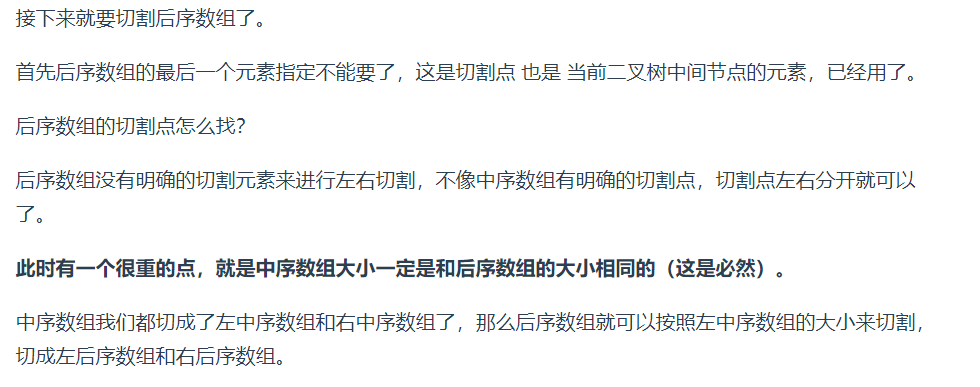 接下来就要切割后序数组了。
首先后序数组的最后一个元素指定不能要了，这是切割点 也是 当前二叉树中间节点的元素，已经用了。
后序数组的切割点怎么找？
后序数组没有明确的切割元素来进行左右切割，不像中序数组有明确的切割点，切割点左右分开就可以
了。
此时有一个很重的点，就是中序数组大小一定是和后序数组的大小相同的（这是必然）。
中序数组我们都切成了左中序数组和右中序数组了，那么后序数组就可以按照左中序数组的大小来切割，
切成左后序数组和右后序数组。